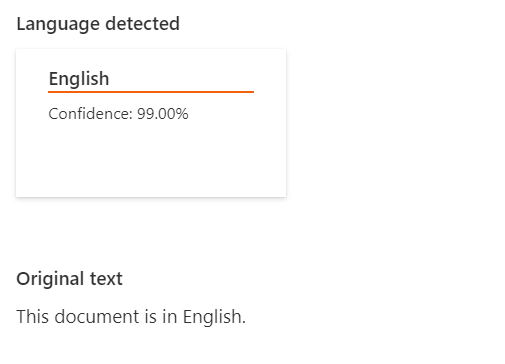 Language detected
English
Confidence: 99.00%
Original text
This document is in English.